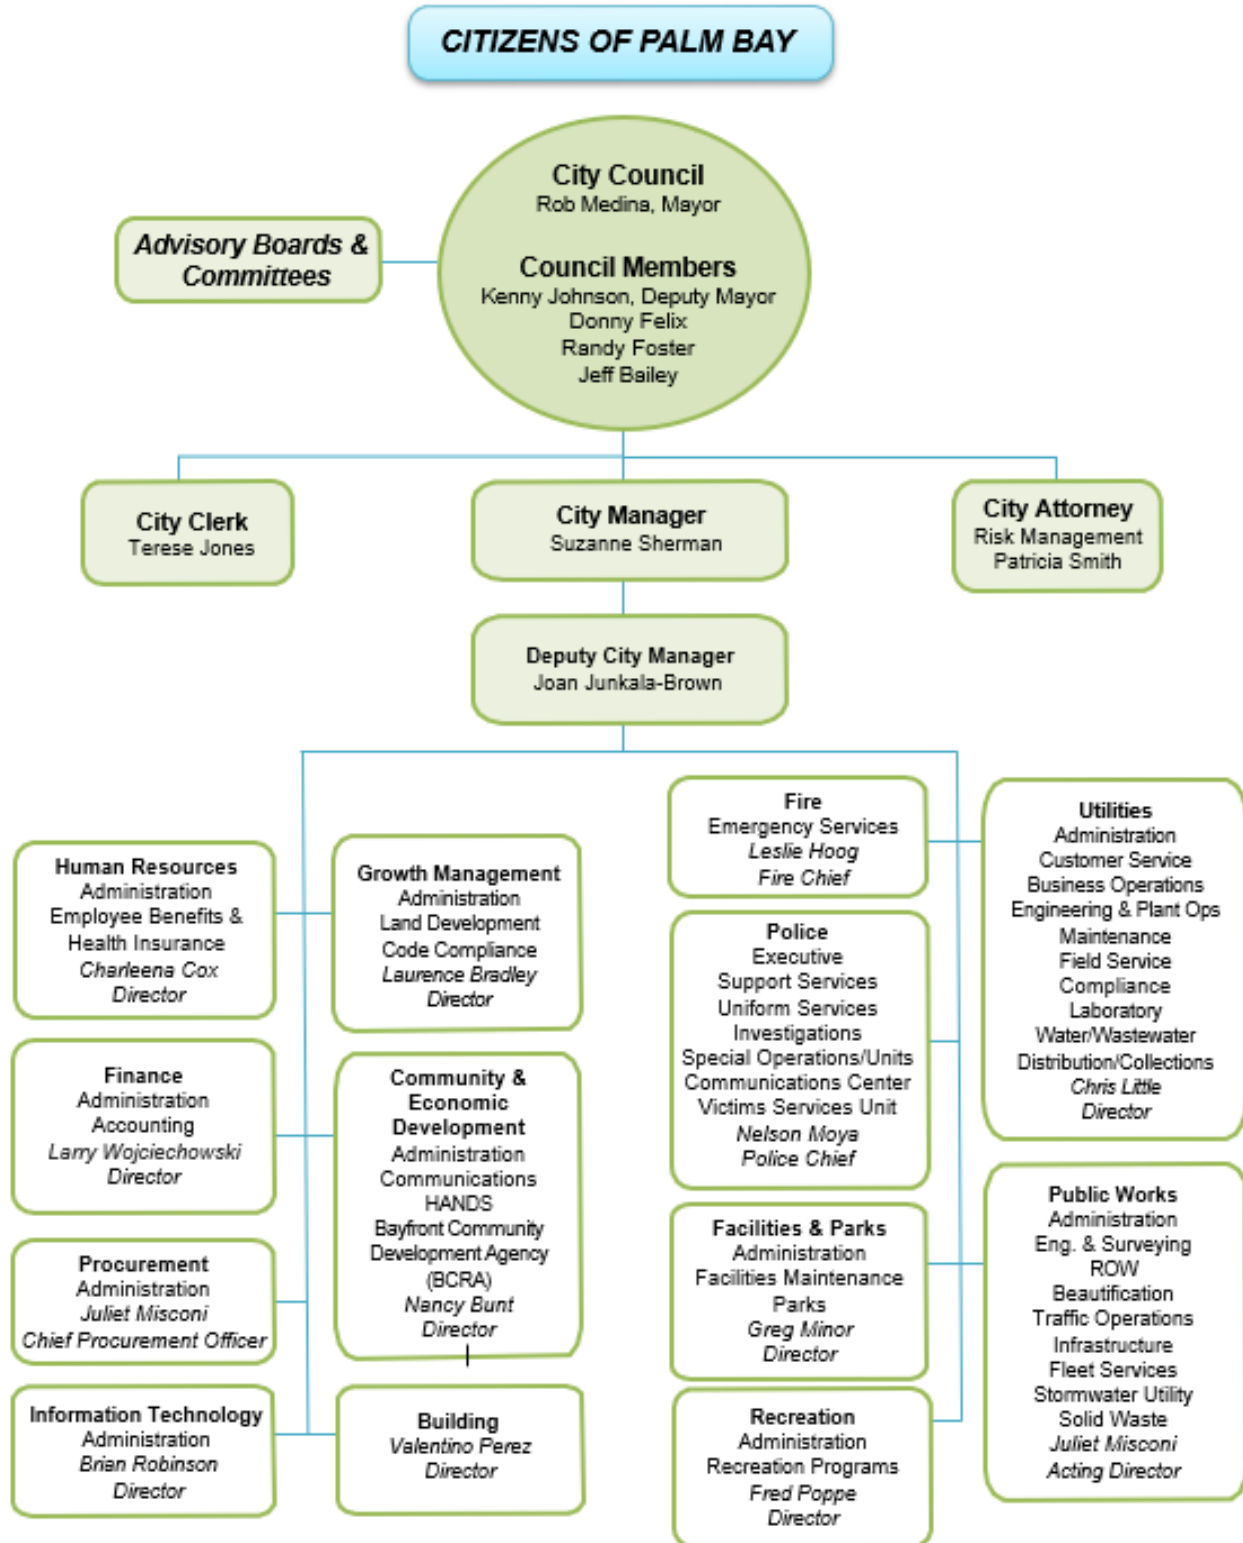 CITIZENS OF PALM BAY
City Council
Rob Medina, Mayor
Council Members
Kenny Johnson, Deputy Mayor
Donny Felix
Randy Foster
Jeff Bailey
Advisory Boards &
Committees
City Clerk
Terese Jones
City Manager
Suzanne Sherman
City Attorney
Risk Management
Patricia Smith
Deputy City Manager
Joan Junkala-Brown
Human Resources
Administration
Employee Benefits &
Health Insurance
Charleena Cox
Director
Growth Management
Administration
Land Development
Code Compliance
Laurence Bradley
Director
Finance
Administration
Accounting
Larry Wojciechowski
Director
Community &
Economic
Development
Administration
Communications
HANDS
Bayfront Community
Development Agency
(BCRA)
Nancy Bunt
Director
Procurement
Administration
Juliet Misconi
Chief Procurement Officer
Information Technology
Administration
Brian Robinson
Director
Building
Valentino Perez
Director
Fire
Emergency Services
Leslie Hoog
Fire Chief
Police
Executive
Support Services
Uniform Services
Investigations
Special Operations/Units
Communications Center
Victims Services Unit
Nelson Moya
Police Chief
Facilities & Parks
Administration
Facilities Maintenance
Parks
Greg Minor
Director
Recreation
Administration
Recreation Programs
Fred Poppe
Director
Utilities
Administration
Customer Service
Business Operations
Engineering & Plant Ops
Maintenance
Field Service
Compliance
Laboratory
Water/Wastewater
Distribution/Collections
Chris Little
Director
Public Works
Administration
Eng. & Surveying
ROW
Beautification
Traffic Operations
Infrastructure
Fleet Services
Stormwater Utility
Solid Waste
Juliet Misconi
Acting Director